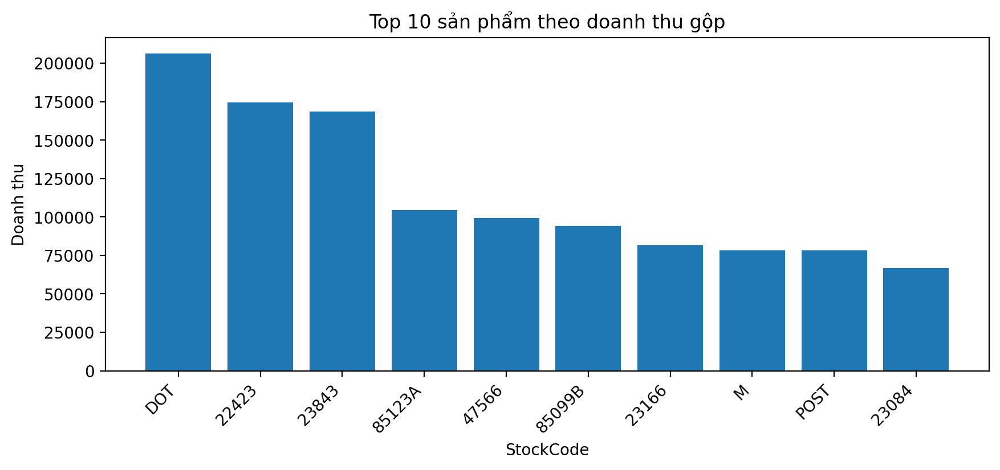 Top 10 sản phẩm theo doanh thu gộp
Doanh thu
200000
175000
150000
125000
100000
75000
50000
25000
0
DOT
22423
23843
85123A
47566
85099B
23166
M
POST
23084
StockCode